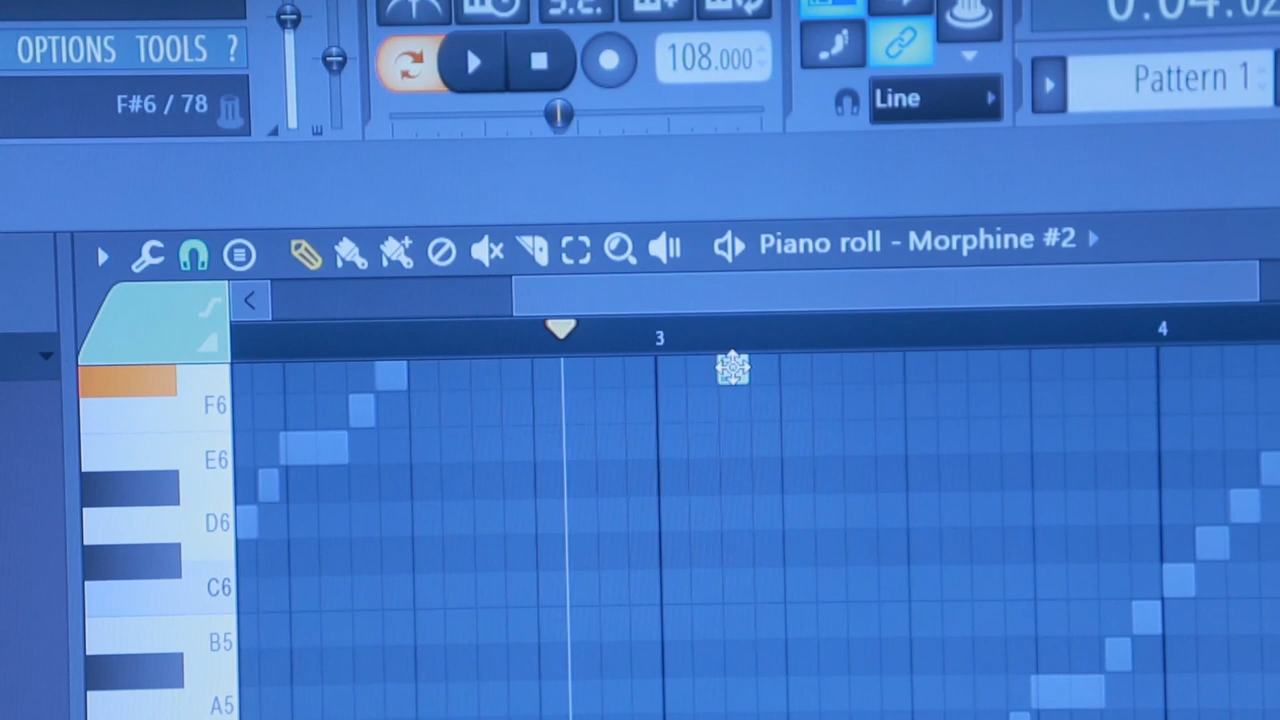 OPTIONS TOOLS ?
F#6 / 78
108.000
Line
Pattern 1
Piano roll - Morphine #2
3
4
F6
E6
D6
C6
B5
A5